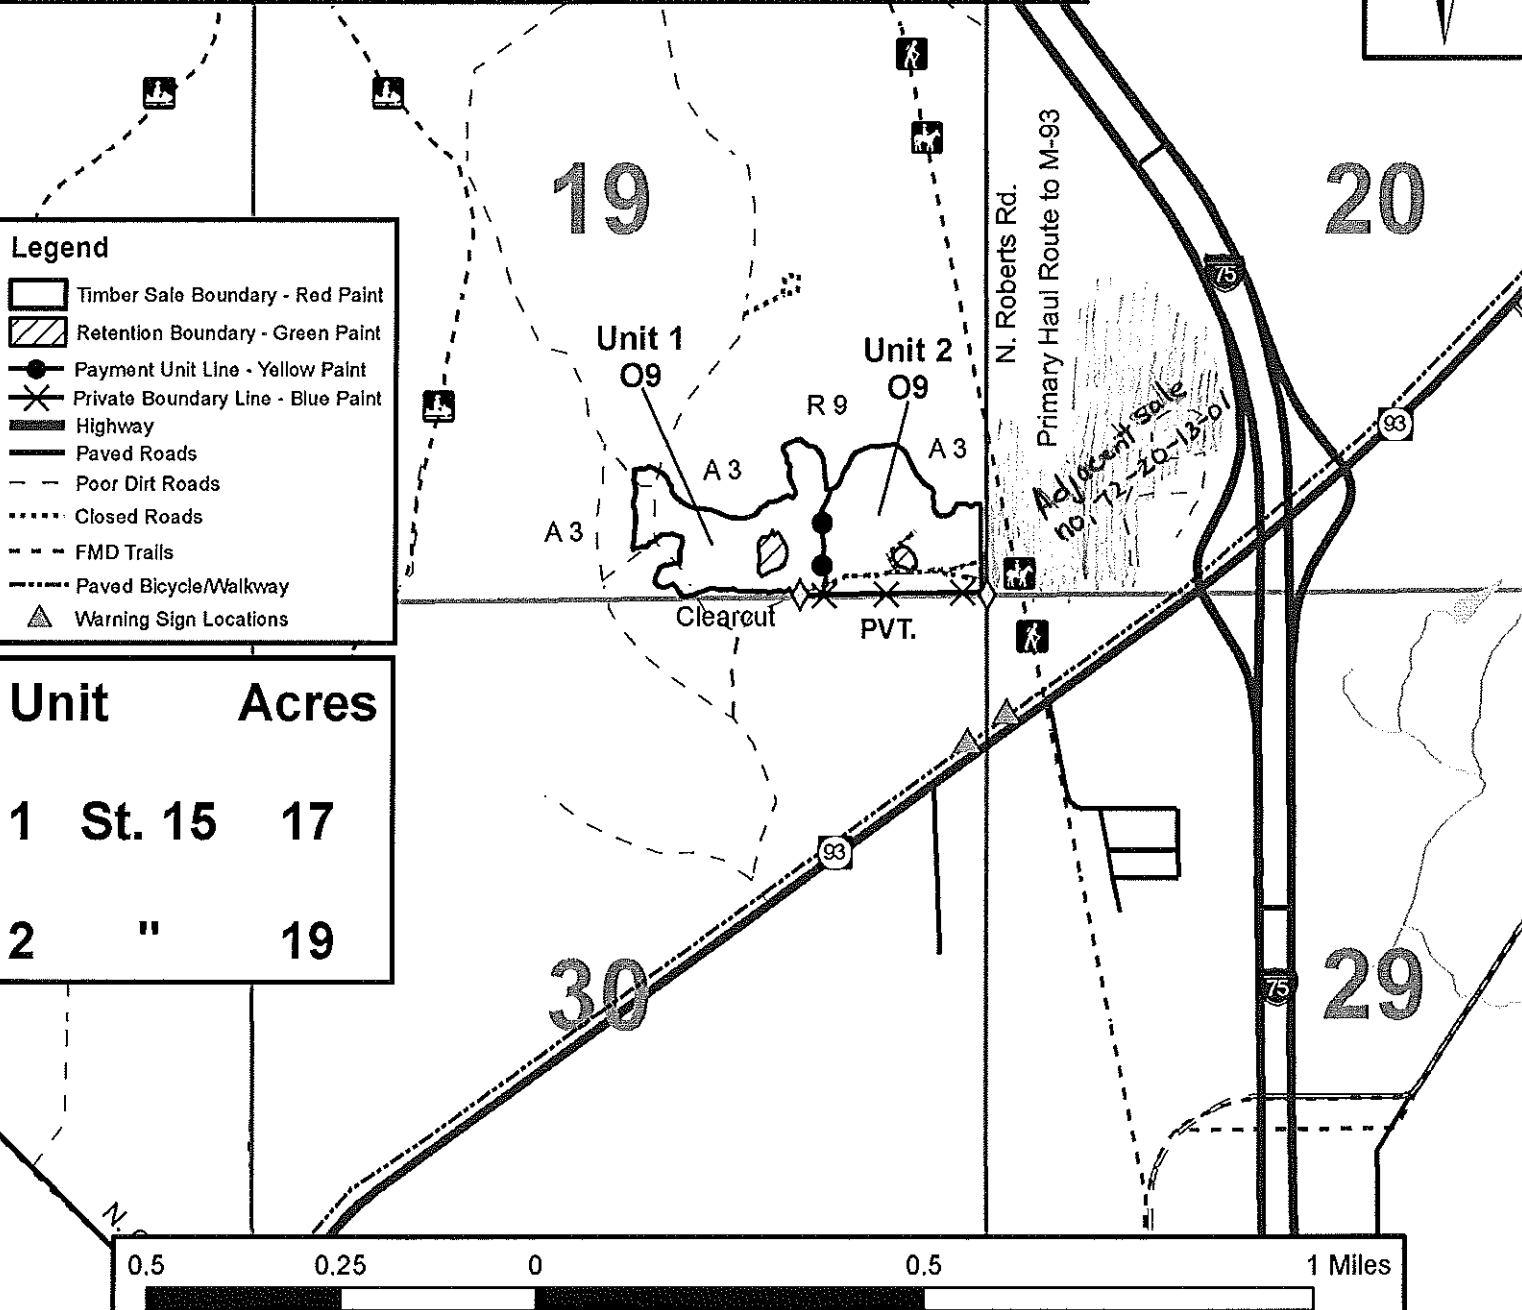 19
20
N. Roberts Rd.
Primary Haul Route to M-93
75
Legend
Timber Sale Boundary - Red Paint
Retention Boundary - Green Paint
Payment Unit Line - Yellow Paint
Private Boundary Line - Blue Paint
Highway
Paved Roads
Poor Dirt Roads
Closed Roads
FMD Trails
Paved Bicycle/Walkway
Warning Sign Locations
Unit 1
O9
Unit 2
O9
R 9
A 3
A 3
A 3
Adjacent Sale
no. 72-20-13-01
93
Clearcut
PVT.
Unit Acres
1 St. 15 17
2 " 19
93
30
75
29
N.
0.5 0.25 0 0.5 1 Miles